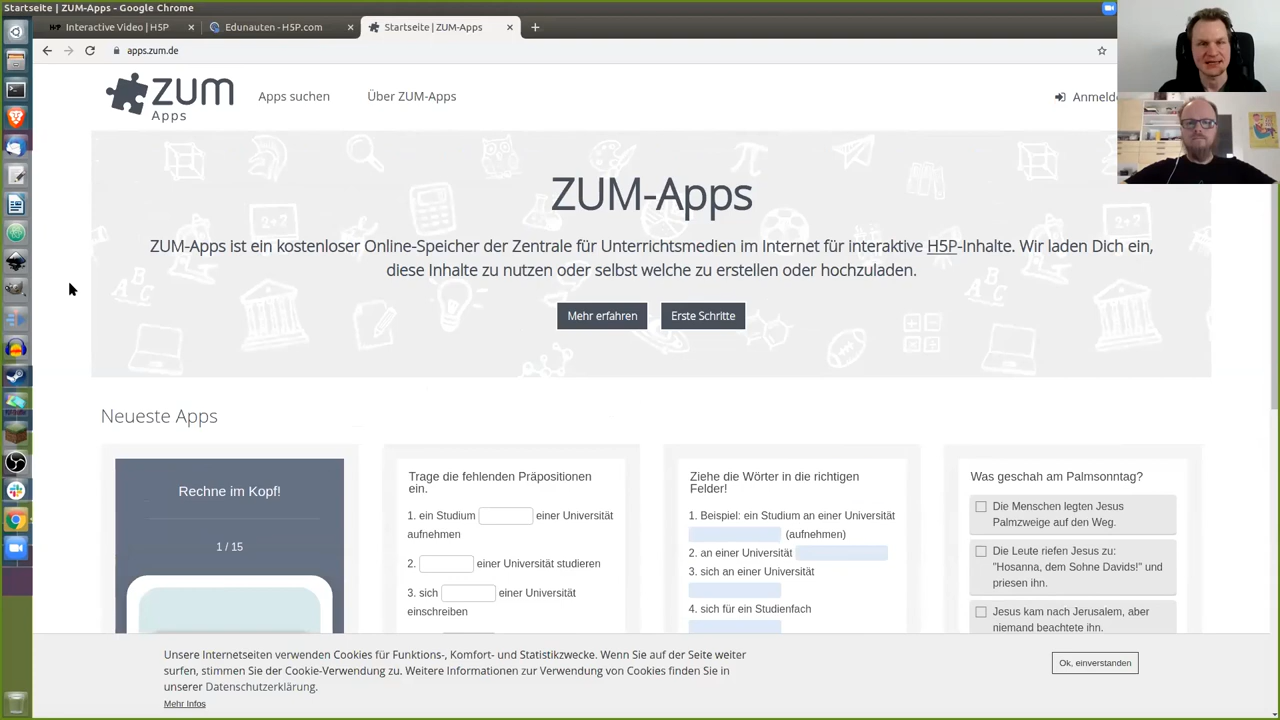 Startseite | ZUM-Apps - Google Chrome
Interactive Video | H5P
Edunauten - H5P.com
Startseite | ZUM-Apps
apps.zum.de
ZUM
Apps
Apps suchen
Über ZUM-Apps
Anmelde
ZUM-Apps
ZUM-Apps ist ein kostenloser Online-Speicher der Zentrale für Unterrichtsmedien im Internet für interaktive H5P-Inhalte. Wir laden Dich ein,
diese Inhalte zu nutzen oder selbst welche zu erstellen oder hochzuladen.
Mehr erfahren
Erste Schritte
Neueste Apps
Rechne im Kopf!
1 / 15
Trage die fehlenden Präpositionen
ein.
1. ein Studium einer Universität
aufnehmen
2. einer Universität studieren
3. sich einer Universität
einschreiben
Ziehe die Wörter in die richtigen
Felder!
1. Beispiel: ein Studium an einer Universität
(aufnehmen)
2. an einer Universität
3. sich an einer Universität
4. sich für ein Studienfach
Was geschah am Palmsonntag?
Die Menschen legten Jesus
Palmzweige auf den Weg.
Die Leute riefen Jesus zu:
"Hosanna, dem Sohne Davids!" und
priesen ihn.
Jesus kam nach Jerusalem, aber
niemand beachtete ihn.
Unsere Internetseiten verwenden Cookies für Funktions-, Komfort- und Statistikzwecke. Wenn Sie auf der Seite weiter
surfen, stimmen Sie der Cookie-Verwendung zu. Weitere Informationen zur Verwendung von Cookies finden Sie in
unserer Datenschutzerklärung.
Mehr Infos
Ok, einverstanden